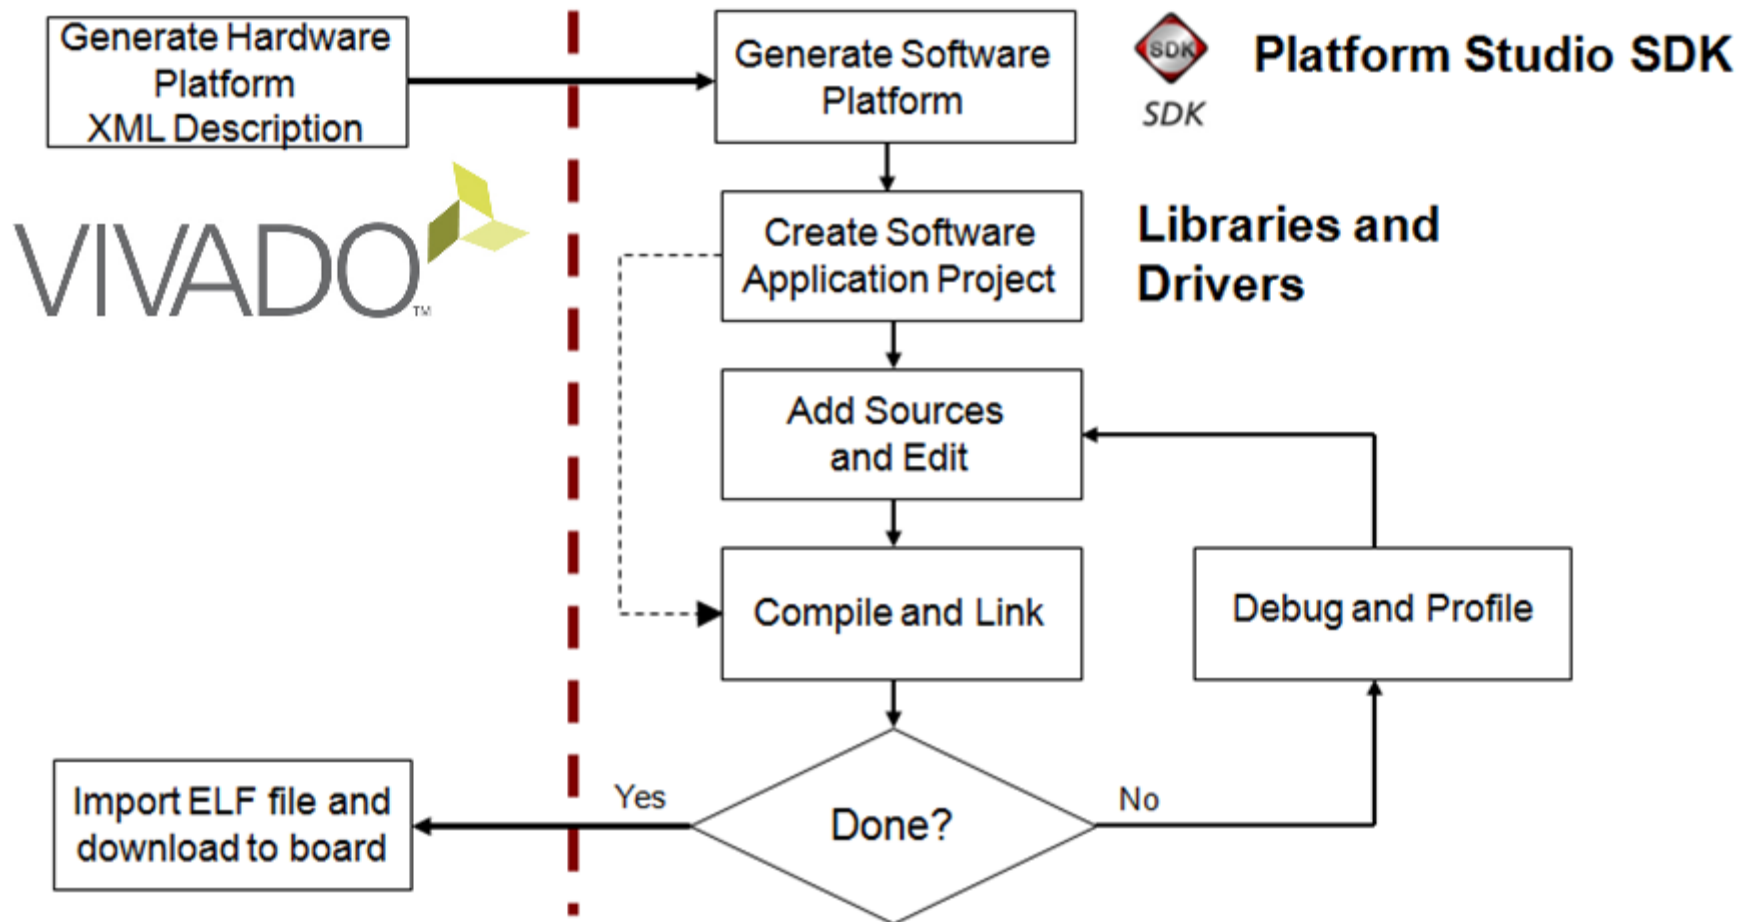 Generate Hardware
Platform
XML Description
Generate Software
Platform
SDK
SDK
Platform Studio SDK
VIVADO
TM
Create Software
Application Project
Libraries and
Drivers
Add Sources
and Edit
Compile and Link
Debug and Profile
Import ELF file and
download to board
Yes
Done?
No